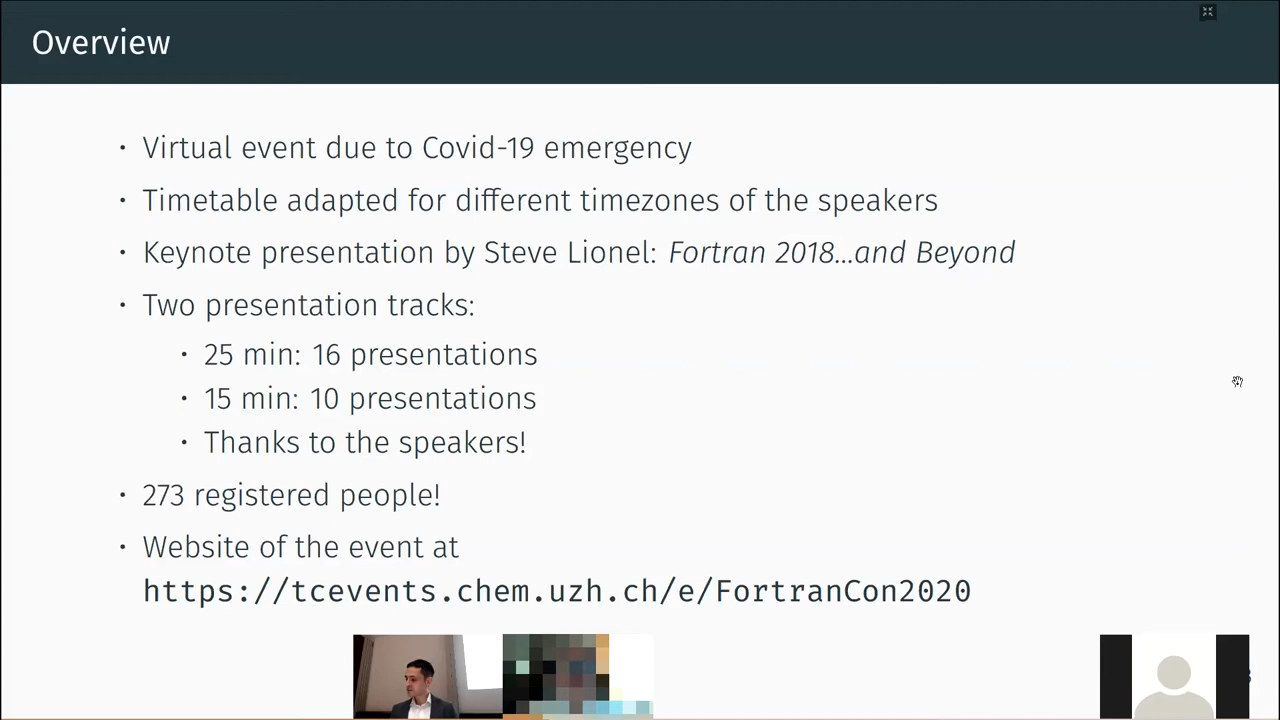 Overview
• Virtual event due to Covid-19 emergency
• Timetable adapted for different timezones of the speakers
• Keynote presentation by Steve Lionel: Fortran 2018...and Beyond
• Two presentation tracks:
• 25 min: 16 presentations
• 15 min: 10 presentations
• Thanks to the speakers!
• 273 registered people!
• Website of the event at
https://tcevents.chem.uzh.ch/e/FortranCon2020